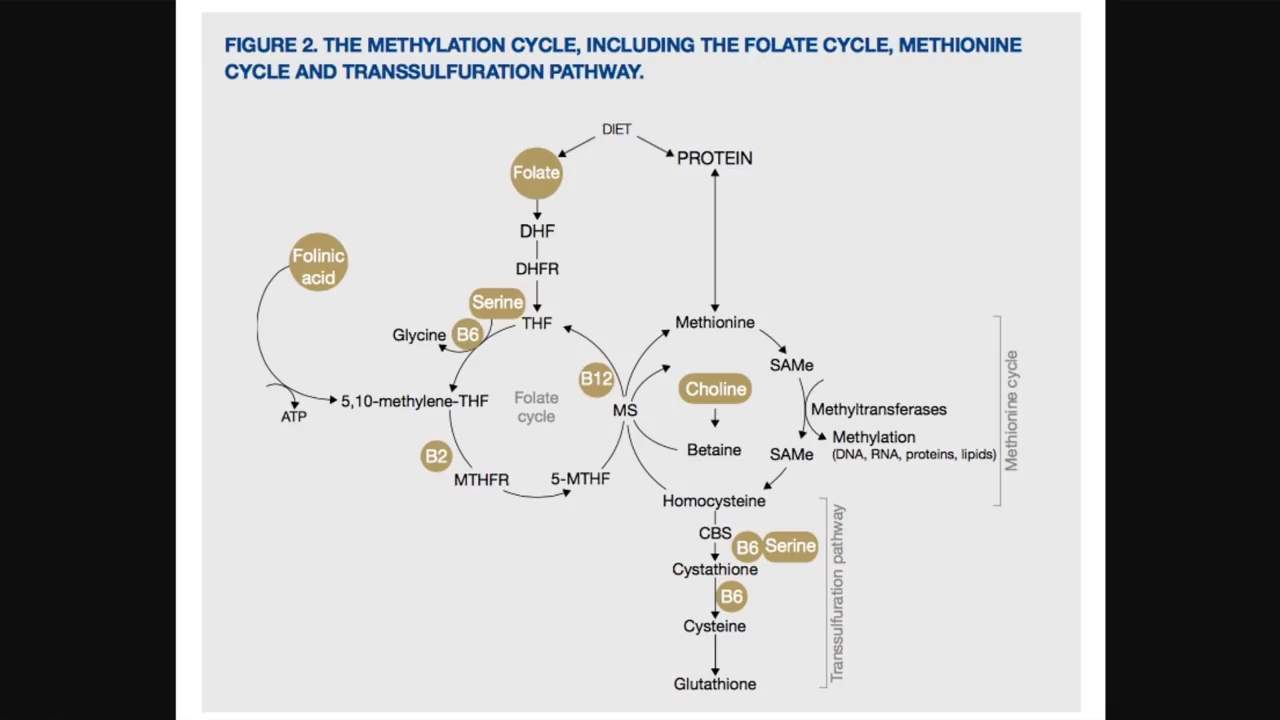 FIGURE 2. THE METHYLATION CYCLE, INCLUDING THE FOLATE CYCLE, METHIONINE
CYCLE AND TRANSSULFURATION PATHWAY.
DIET
Folate
PROTEIN
DHF
DHFR
Folinic
acid
Serine
THF
Glycine
B6
Methionine
SAMe
B12
Choline
5,10-methylene-THF
Folate
cycle
MS
ATP
Methyltransferases
Methylation
(DNA, RNA, proteins, lipids)
Methionine cycle
B2
Betaine
SAMe
MTHFR
5-MTHF
Homocysteine
CBS
B6
Serine
Cystathione
B6
Cysteine
Glutathione
Transsulfuration pathway